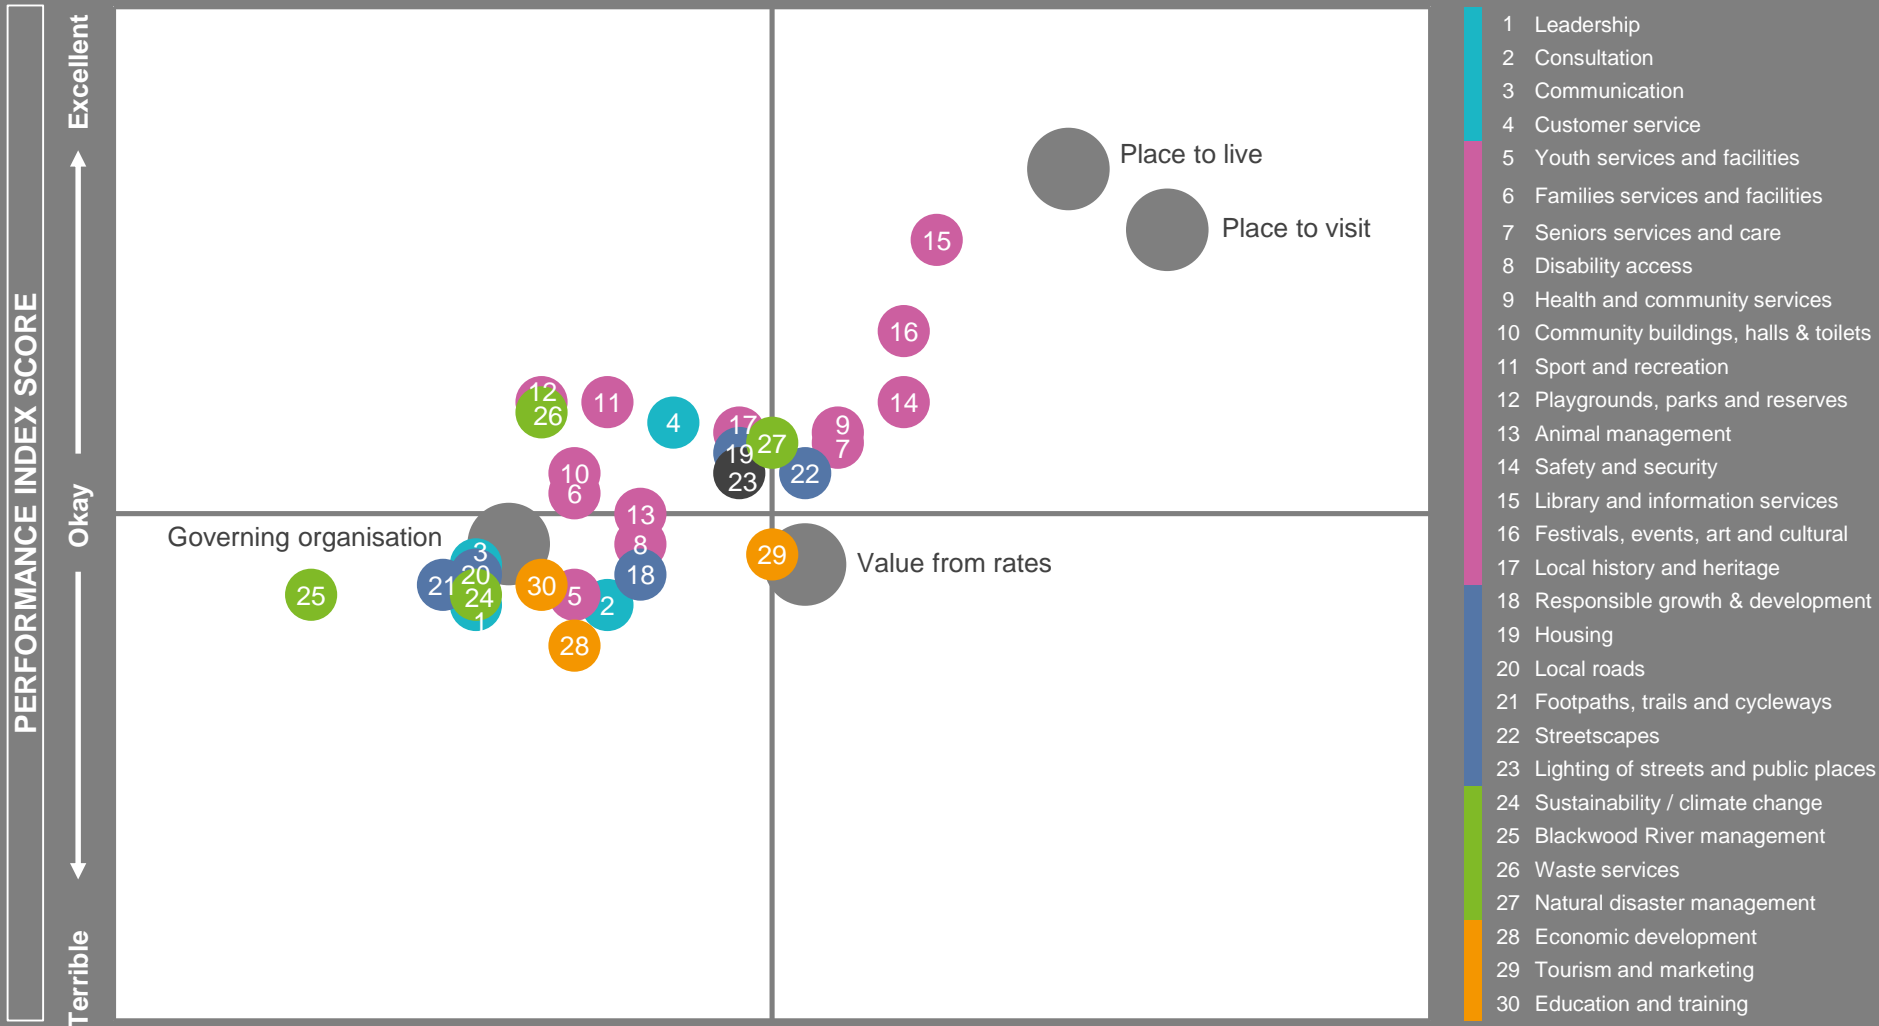 PERFORMANCE INDEX SCORE
Excellent
Okay
Terrible
Place to live
Place to visit
15
16
14
12
26
11
4
17
19
23
27
9
7
22
10
6
13
8
18
Governing organisation
3
20
21
24
1
30
5
2
28
25
29
Value from rates
1 Leadership
2 Consultation
3 Communication
4 Customer service
5 Youth services and facilities
6 Families services and facilities
7 Seniors services and care
8 Disability access
9 Health and community services
10 Community buildings, halls & toilets
11 Sport and recreation
12 Playgrounds, parks and reserves
13 Animal management
14 Safety and security
15 Library and information services
16 Festivals, events, art and cultural
17 Local history and heritage
18 Responsible growth & development
19 Housing
20 Local roads
21 Footpaths, trails and cycleways
22 Streetscapes
23 Lighting of streets and public places
24 Sustainability / climate change
25 Blackwood River management
26 Waste services
27 Natural disaster management
28 Economic development
29 Tourism and marketing
30 Education and training